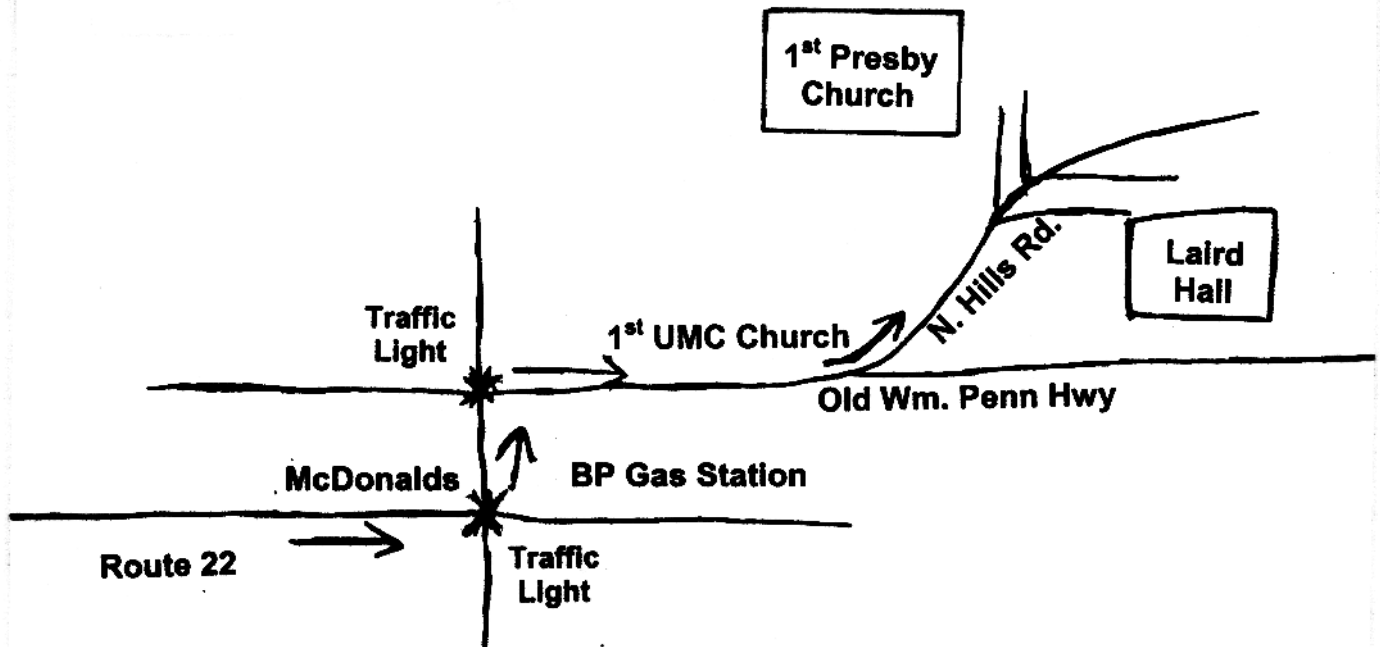 1st Presby
Church
Laird
Hall
N. Hills Rd.
Traffic
Light
1st UMC Church
Old Wm. Penn Hwy
McDonalds
BP Gas Station
Route 22
Traffic
Light